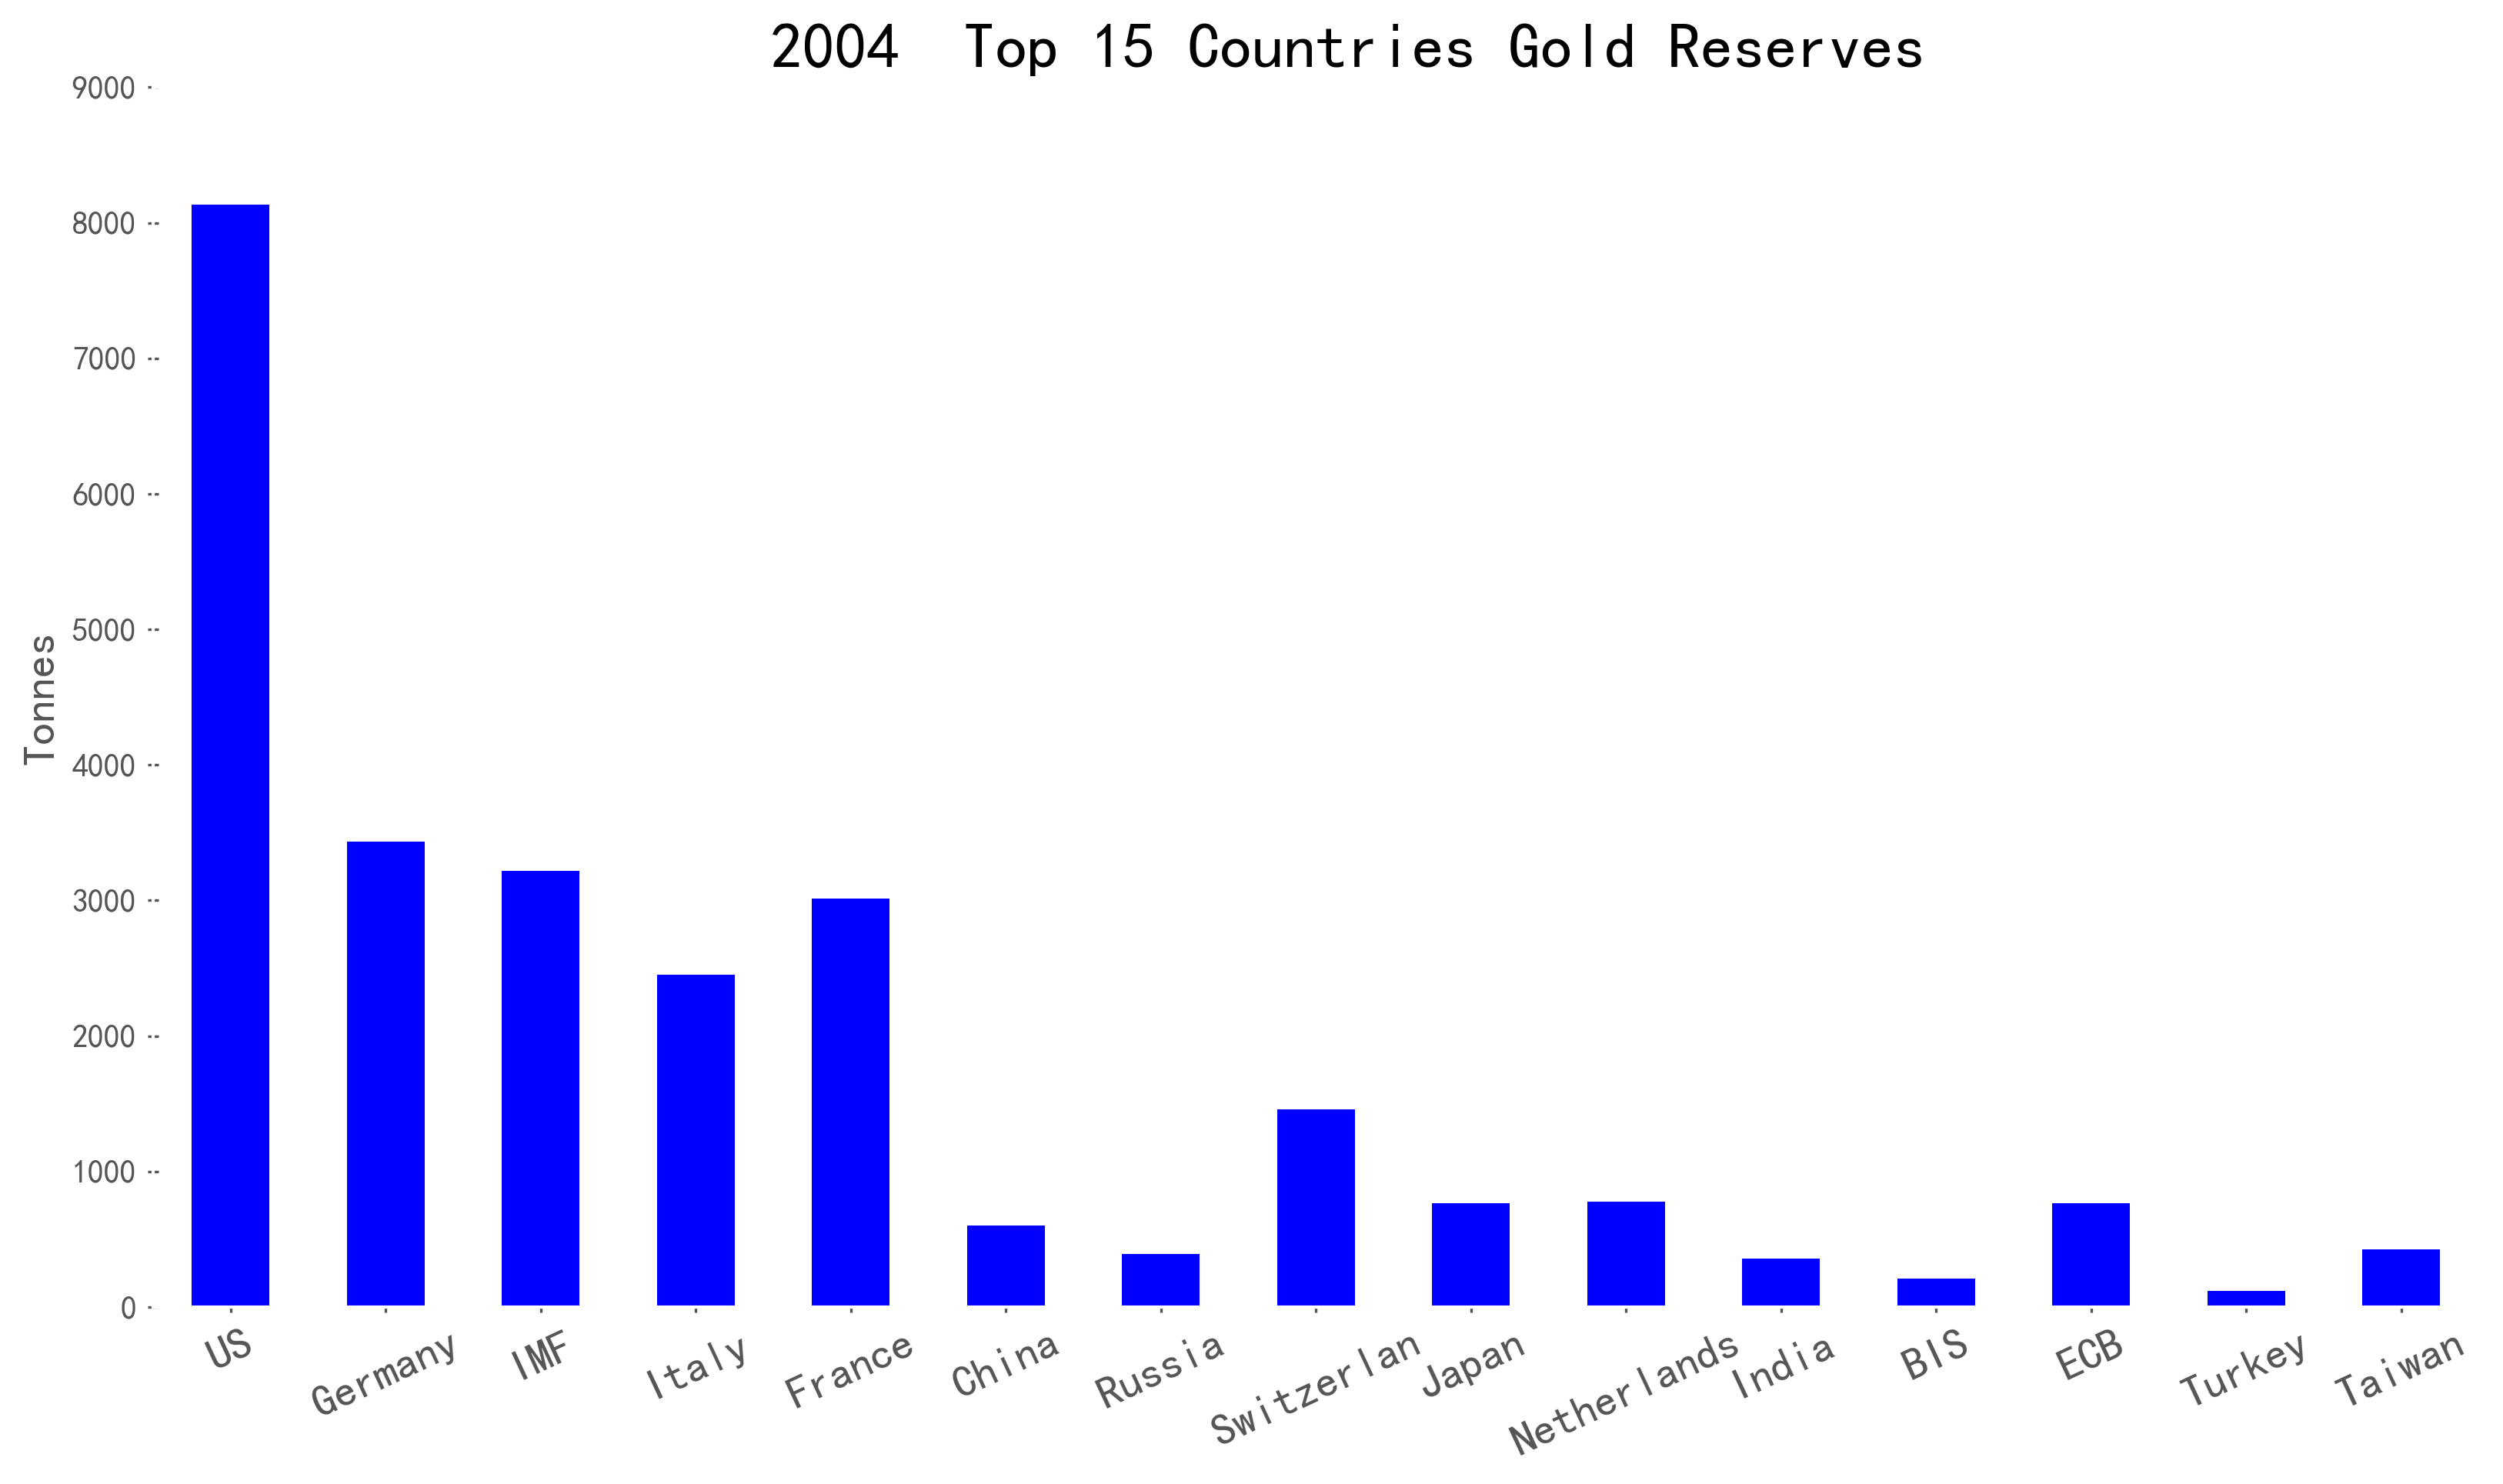 2004  Top 15 Countries Gold Reserves
9000
8000
7000
6000
5000
4000
3000
2000
1000
0
Tonnes
US
Germany
IMF
Italy
France
China
Russia
Switzerlan
Japan
Netherlands
India
BIS
ECB
Turkey
Taiwan